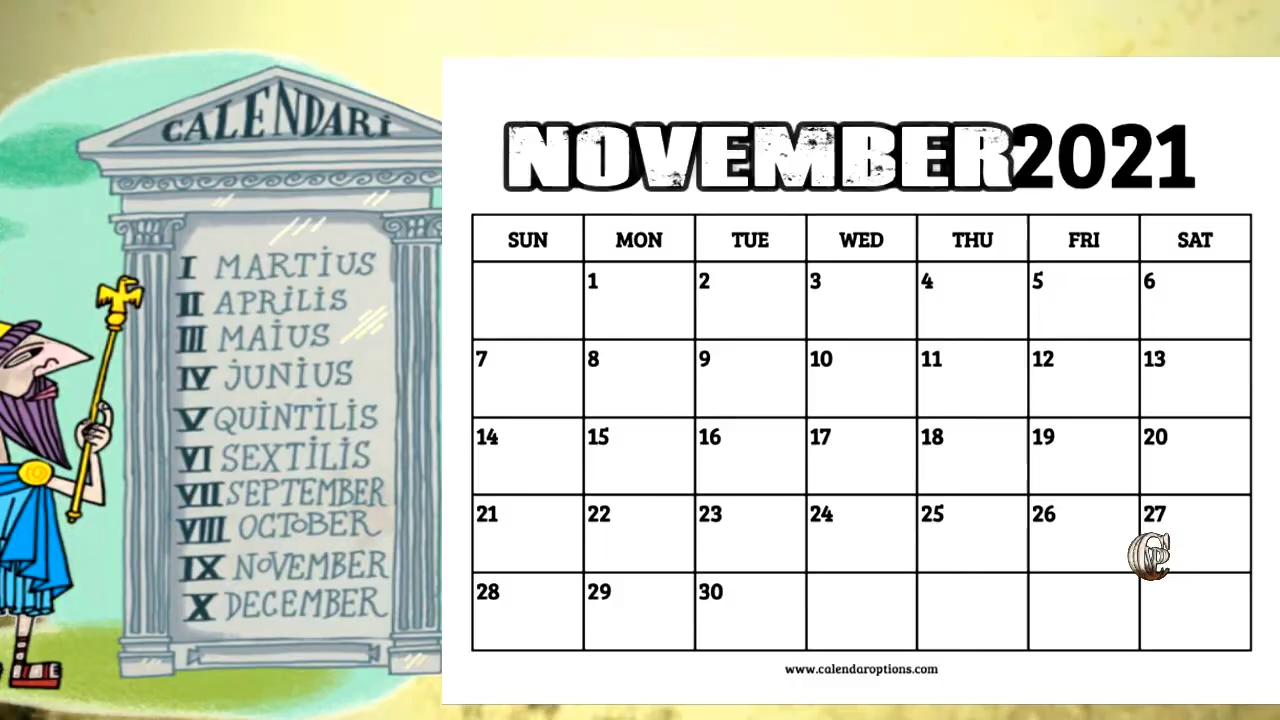 CALENDARI
I MARTIUS
II APRILIS
III MAIUS
IV JUNIUS
V QUINTILIS
VI SEXTILIS
VII SEPTEMBER
VIII OCTOBER
IX NOVEMBER
X DECEMBER
NOVEMBER 2021
SUN MON TUE WED THU FRI SAT
1 2 3 4 5 6
7 8 9 10 11 12 13
14 15 16 17 18 19 20
21 22 23 24 25 26 27
28 29 30
www.calendaroptions.com